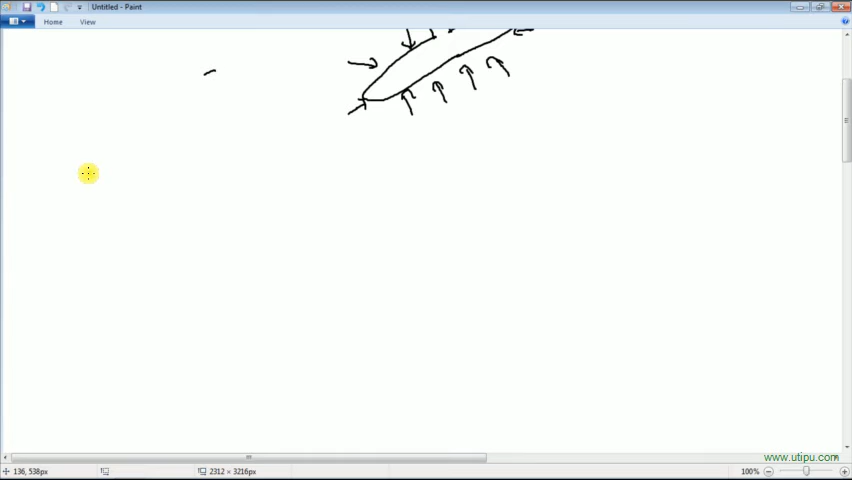 Untitled - Paint
Home View
www.utipu.com
136, 538px 2312 × 3216px 100%